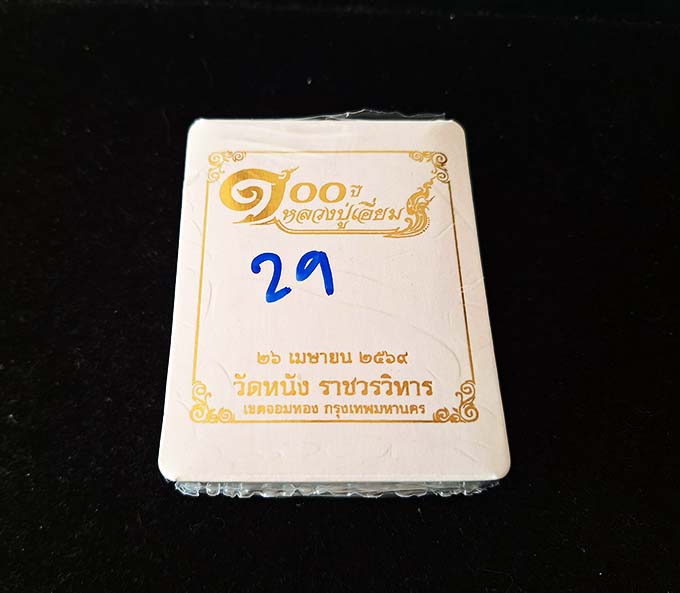 ๑๐๐ ปี
หลวงปู่เอี่ยม
29
๒๖ เมษายน ๒๕๖๙
วัดหนัง ราชวรวิหาร
เขตจอมทอง กรุงเทพมหานคร